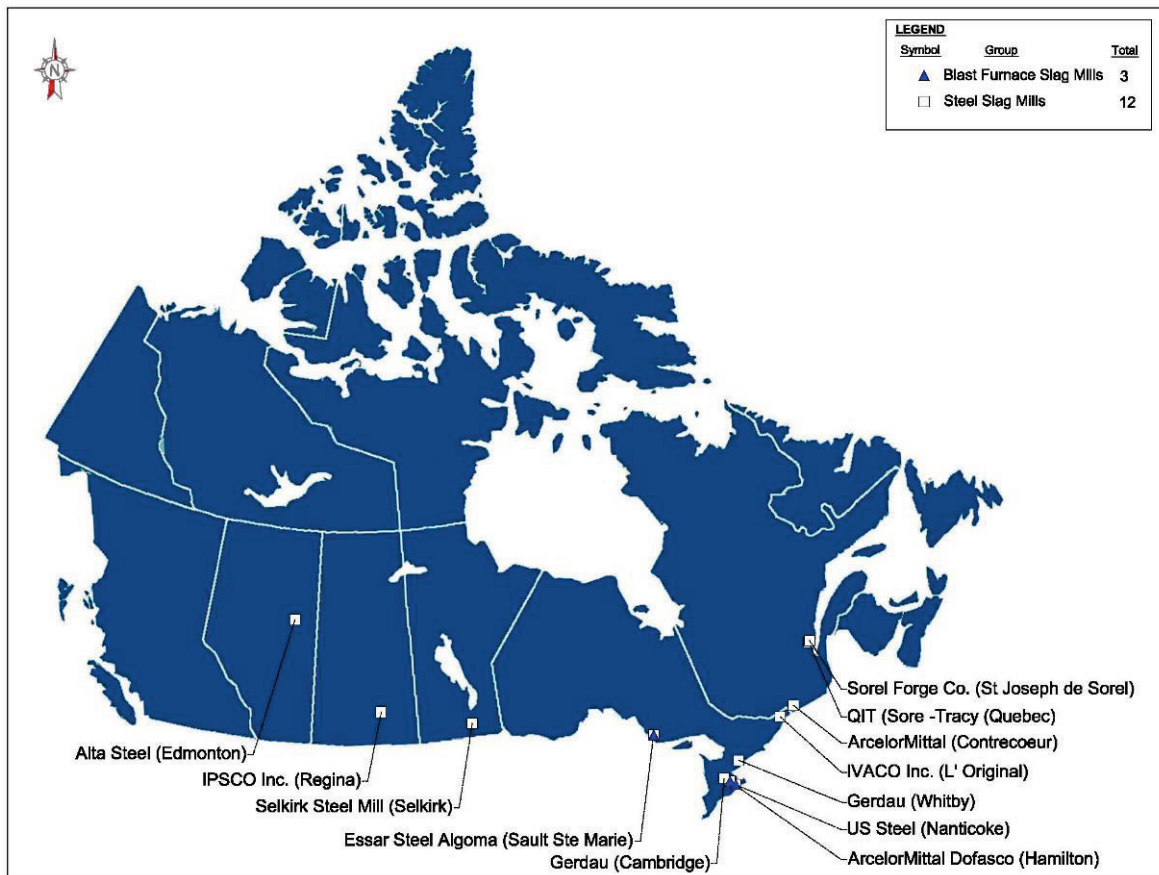 N
LEGEND
Symbol Group Total
Blast Furnace Slag Mills 3
Steel Slag Mills 12
Sorel Forge Co. (St Joseph de Sorel)
QIT (Sore -Tracy (Quebec)
ArcelorMittal (Contrecoeur)
Alta Steel (Edmonton)
IVACO Inc. (L' Original)
IPSCO Inc. (Regina)
Selkirk Steel Mill (Selkirk)
Gerdau (Whitby)
US Steel (Nanticoke)
Essar Steel Algoma (Sault Ste Marie)
Gerdau (Cambridge)
ArcelorMittal Dofasco (Hamilton)